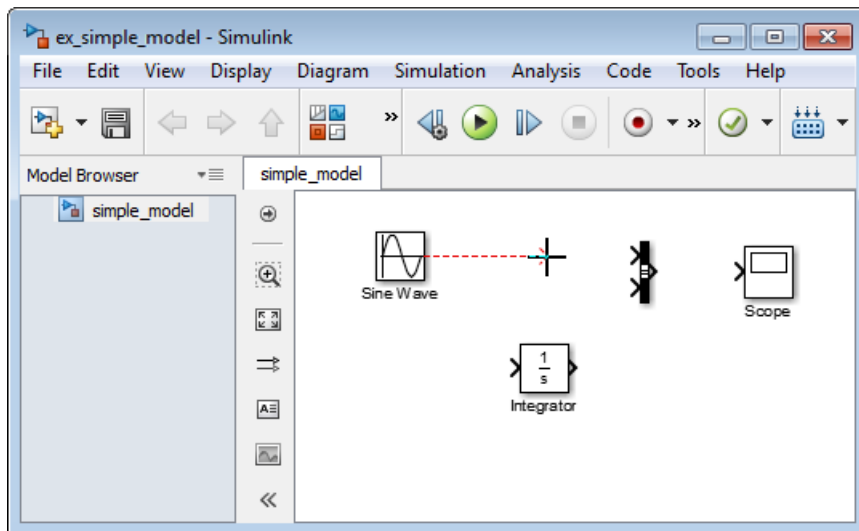 ex_simple_model - Simulink
File Edit View Display Diagram Simulation Analysis Code Tools Help
Model Browser
simple_model
simple_model
Sine Wave
Scope
1
s
Integrator